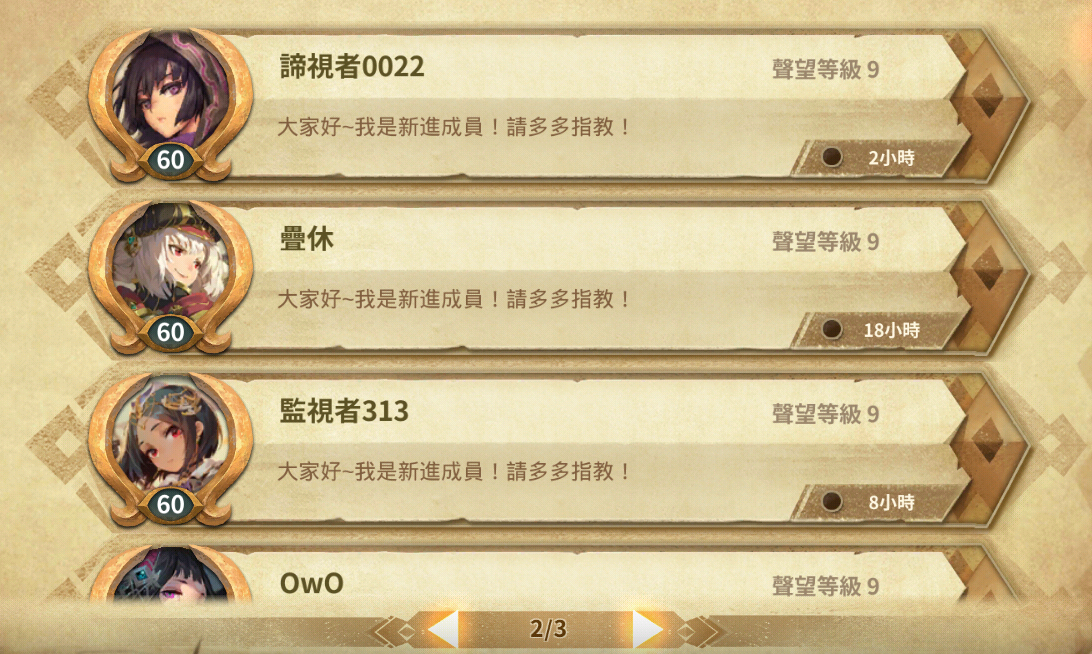 諦視者0022
聲望等級 9
大家好~我是新進成員！請多多指教！
60
2小時
疊休
聲望等級 9
大家好~我是新進成員！請多多指教！
60
18小時
監視者313
聲望等級 9
大家好~我是新進成員！請多多指教！
60
8小時
OwO
聲望等級 9
2/3